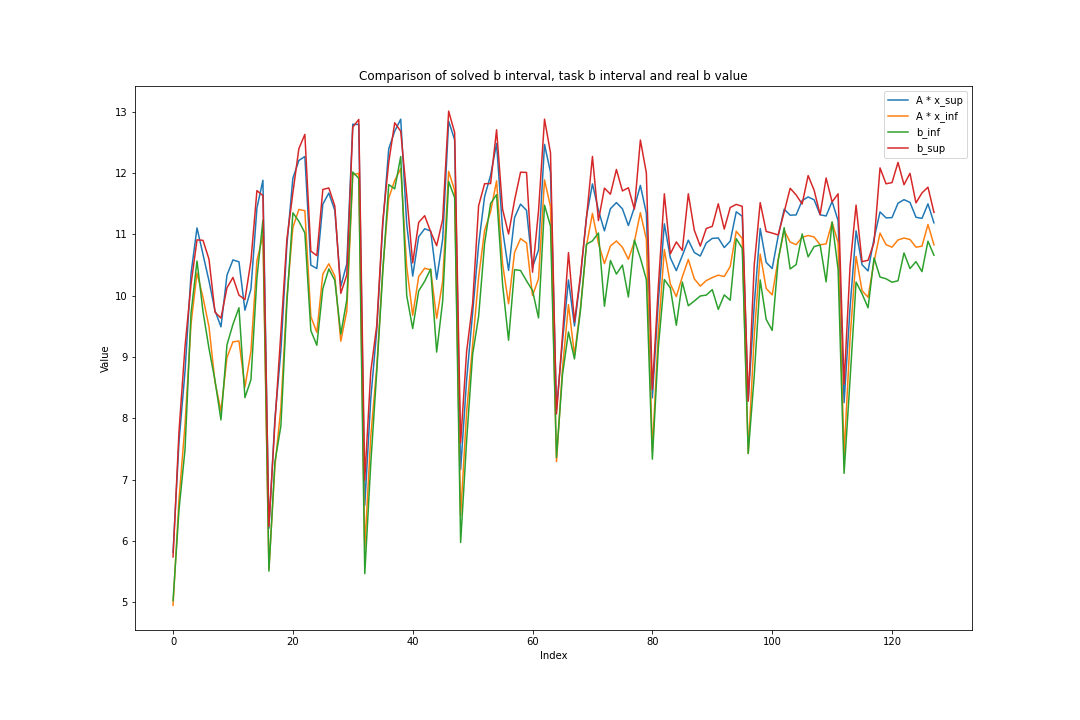 Comparison of solved b interval, task b interval and real b value
A * x_sup
A * x_inf
b_inf
b_sup
Value
13
12
11
10
9
8
7
6
5
0 20 40 60 80 100 120
Index